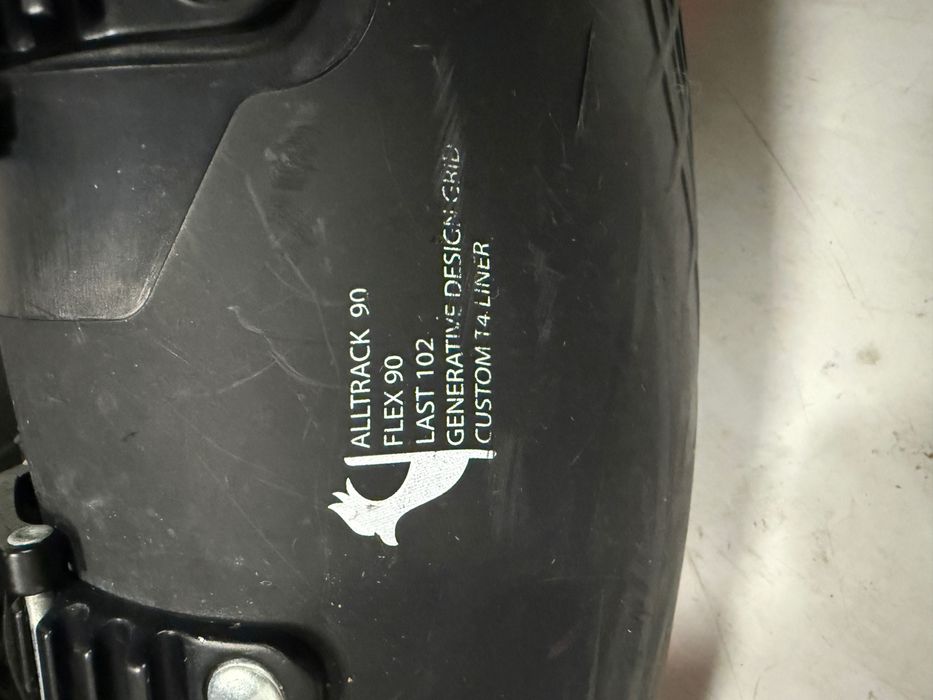 ALLTRACK 90
FLEX 90
LAST 102
GENERATIVE DESIGN GRID
CUSTOM T4 LINER